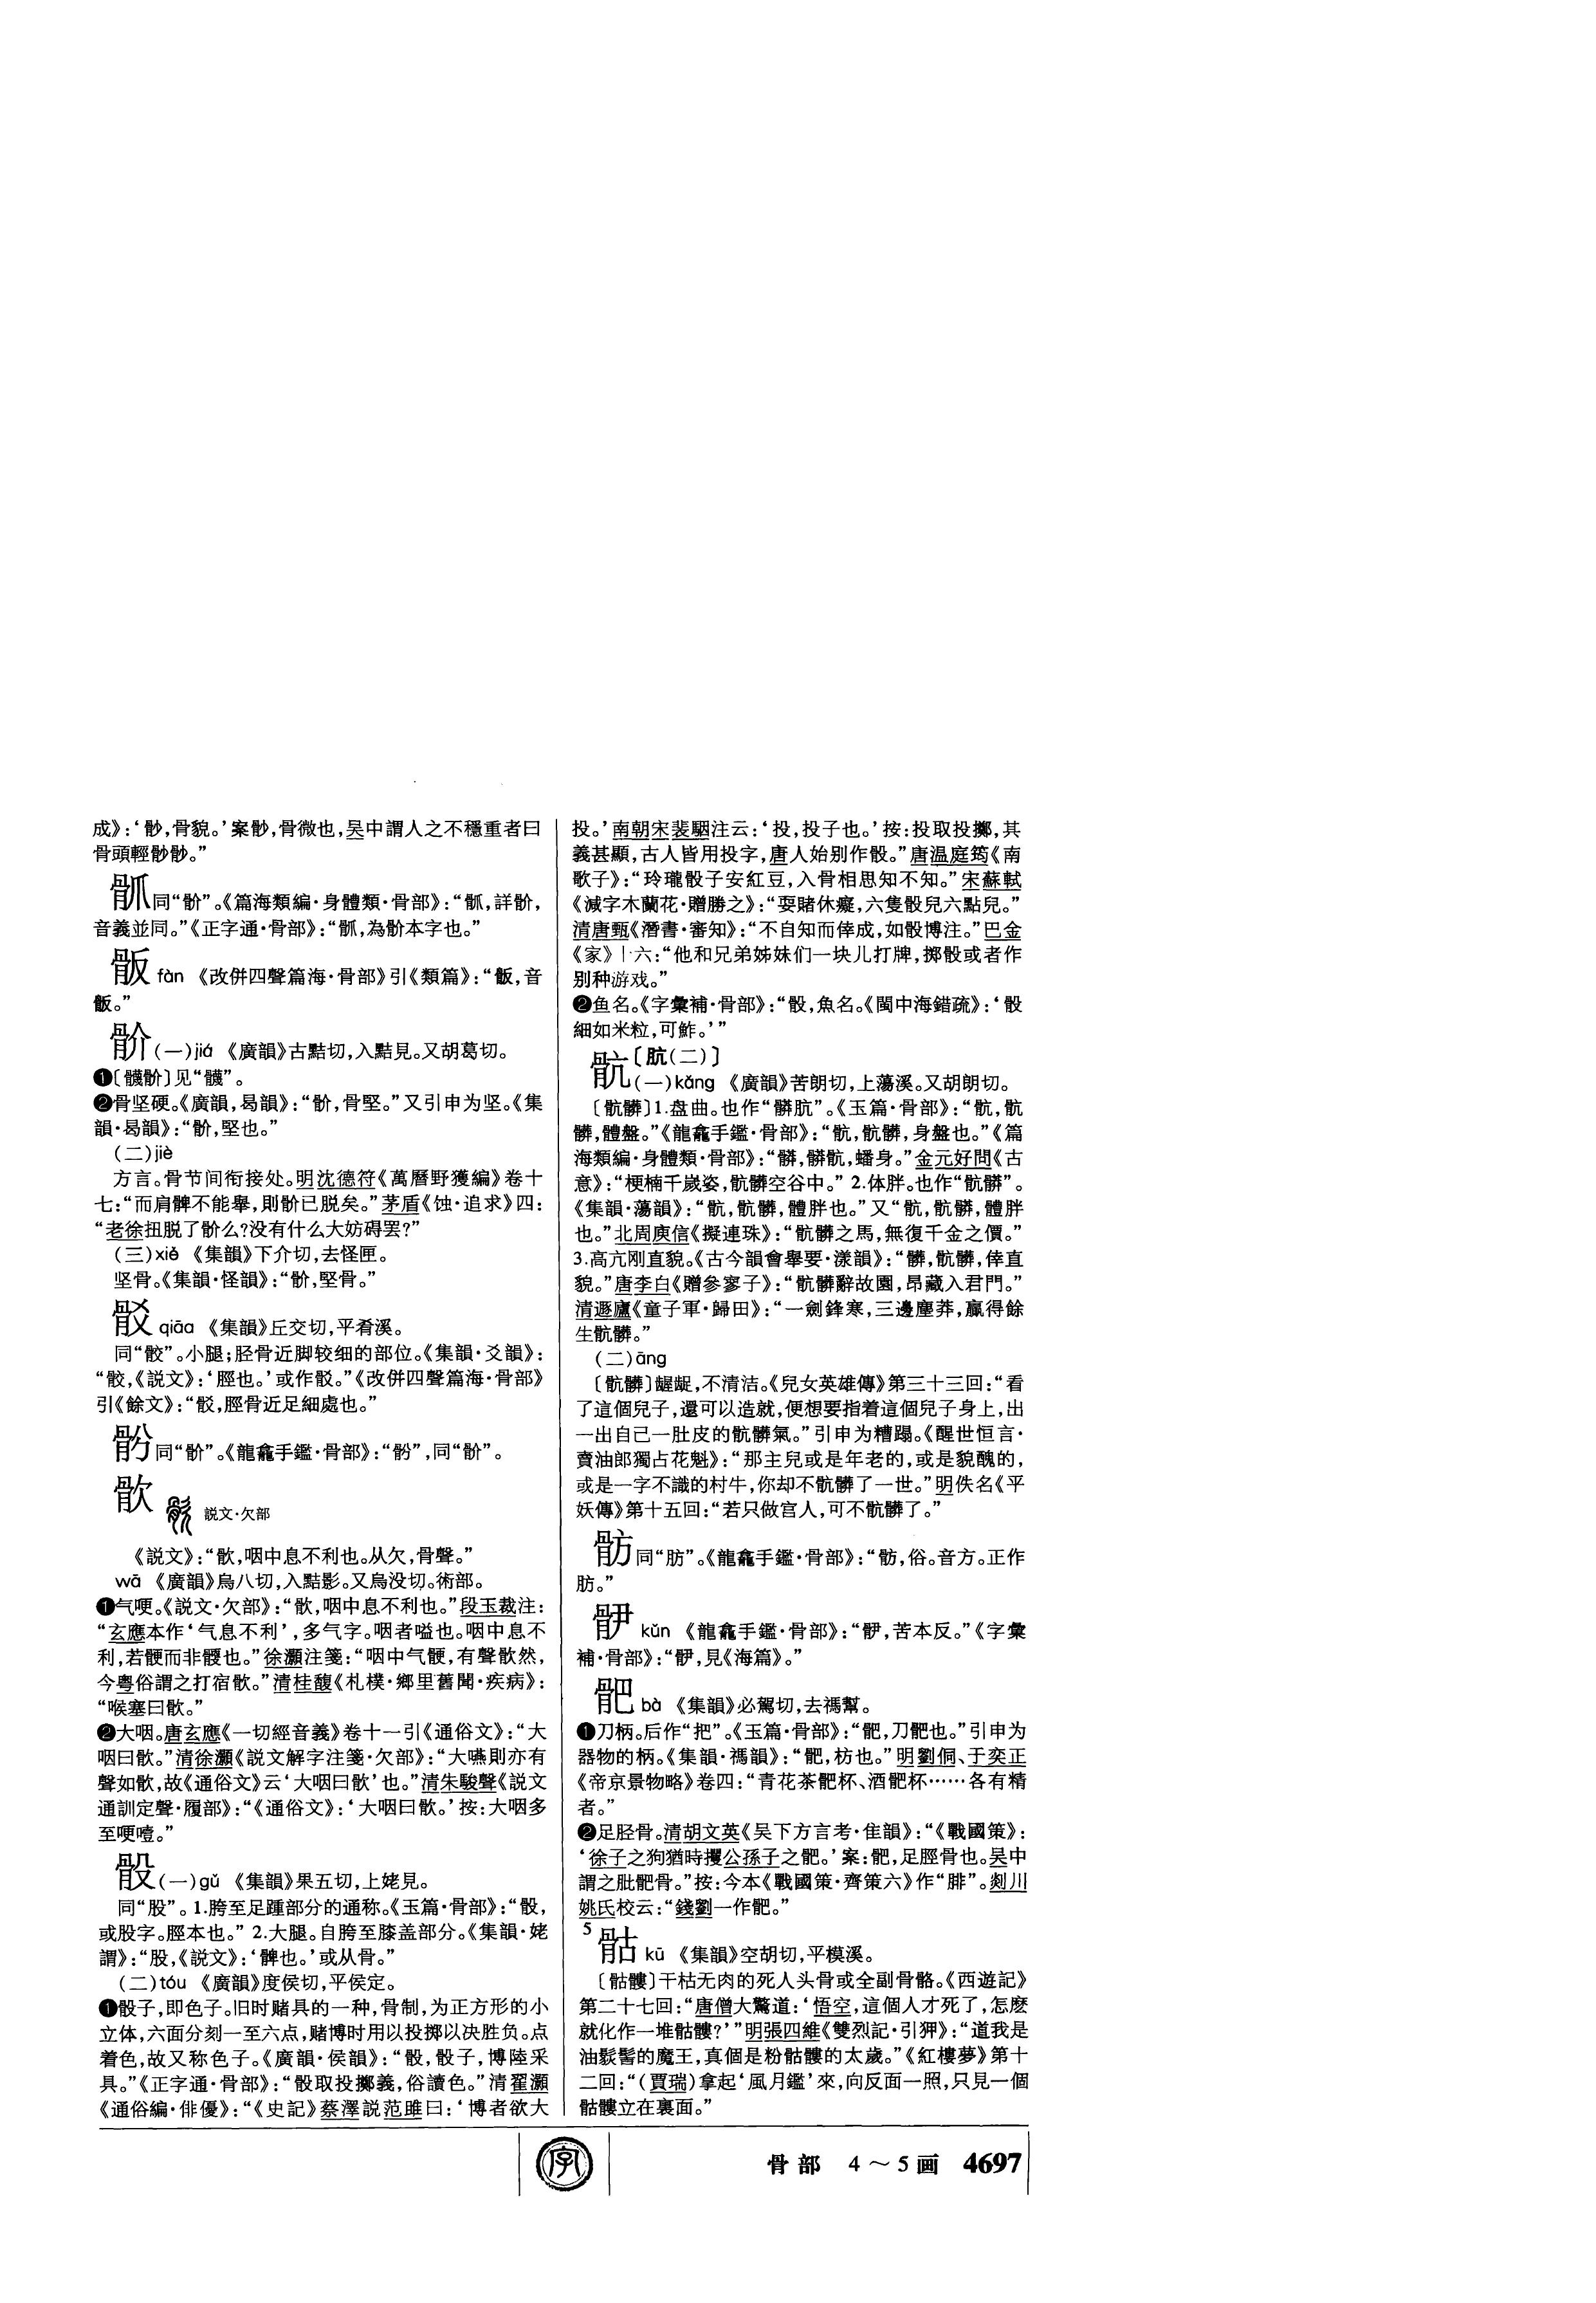 成》：‘䯯，骨貌。’案䯯，骨微也，吴中謂人之不穩重者曰
骨頭輕䯯䯯。”
同“骱”。《篇海類編·身體類·骨部》：“，詳骱，
音義並同。”《正字通·骨部》：“，為骱本字也。”
fàn 《改併四聲篇海·骨部》引《類篇》：“，音
飯。”
骱（一）jiá 《廣韻》古黠切，入黠見。又胡葛切。
❶〔䯷骱〕见“䯷”。
❷骨坚硬。《廣韻，曷韻》：“骱，骨堅。”又引申为坚。《集
韻·曷韻》：“骱，堅也。”
（二）jiè
方言。骨节间衔接处。明沈德符《萬曆野獲編》卷十
七：“而肩髀不能舉，則骱已脱矣。”茅盾《蚀·追求》四：
“老徐扭脱了骱么？没有什么大妨碍罢？”
（三）xiè 《集韻》下介切，去怪匣。
坚骨。《集韻·怪韻》：“骱，堅骨。”
qiāo 《集韻》丘交切，平肴溪。
同“骹”。小腿；胫骨近脚较细的部位。《集韻·爻韻》：
“骹，《説文》：‘脛也。’或作。”《改併四聲篇海·骨部》
引《餘文》：“，脛骨近足細處也。”
同“骱”。《龍龕手鑑·骨部》：“”，同“骱”。
 説文·欠部
《説文》：“，咽中息不利也。从欠，骨聲。”
wā 《廣韻》烏八切，入黠影。又烏没切。術部。
❶气哽。《説文·欠部》：“，咽中息不利也。”段玉裁注：
“玄應本作‘气息不利’，多气字。咽者嗌也。咽中息不
利，若骾而非骾也。”徐灝注箋：“咽中气骾，有聲然，
今粵俗謂之打宿。”清桂馥《札樸·鄉里舊聞·疾病》：
“喉塞曰。”
❷大咽。唐玄應《一切經音義》卷十一引《通俗文》：“大
咽曰。”清徐灝《説文解字注箋·欠部》：“大嚥則亦有
聲如，故《通俗文》云‘大咽曰’也。”清朱駿聲《説文
通訓定聲·履部》：“《通俗文》：‘大咽曰。’按：大咽多
至哽噎。”
骰（一）gǔ 《集韻》果五切，上姥見。
同“股”。1.胯至足踵部分的通称。《玉篇·骨部》：“骰，
或股字。脛本也。” 2.大腿。自胯至膝盖部分。《集韻·姥
謂》：“股，《説文》：‘髀也。’或从骨。”
（二）tóu 《廣韻》度侯切，平侯定。
❶骰子，即色子。旧时赌具的一种，骨制，为正方形的小
立体，六面分刻一至六点，赌博时用以投掷以决胜负。点
着色，故又称色子。《廣韻·侯韻》：“骰，骰子，博陸采
具。”《正字通·骨部》：“骰取投擲義，俗讀色。”清翟灝
《通俗編·俳優》：“《史記》蔡澤説范雎曰：‘博者欲大
投。’南朝宋裴駰注云：‘投，投子也。’按：投取投擲，其
義甚顯，古人皆用投字，唐人始别作骰。”唐温庭筠《南
歌子》：“玲瓏骰子安紅豆，入骨相思知不知。”宋蘇軾
《減字木蘭花·贈勝之》：“耍賭休癡，六隻骰兒六點兒。”
清唐甄《潛書·審知》：“不自知而倖成，如骰博注。”巴金
《家》十六：“他和兄弟姊妹们一块儿打牌，掷骰或者作
别种游戏。”
❷鱼名。《字彙補·骨部》：“骰，魚名。《閩中海錯疏》：‘骰
細如米粒，可鮓。’”
骯〔肮（二）〕
（一）kǎng 《廣韻》苦朗切，上蕩溪。又胡朗切。
〔骯髒〕1.盘曲。也作“髒肮”。《玉篇·骨部》：“骯，骯
髒，體盤。”《龍龕手鑑·骨部》：“骯，骯髒，身盤也。”《篇
海類編·身體類·骨部》：“髒，髒骯，蟠身。”金元好問《古
意》：“梗楠千嵗姿，骯髒空谷中。” 2.体胖。也作“骯髒”。
《集韻·蕩韻》：“骯，骯髒，體胖也。”又“骯，骯髒，體胖
也。”北周庾信《擬連珠》：“骯髒之馬，無復千金之價。”
3.高亢刚直貌。《古今韻會舉要·漾韻》：“髒，骯髒，倖直
貌。”唐李白《贈參寥子》：“骯髒辭故園，昂藏入君門。”
清遯廬《童子軍·歸田》：“一劍鋒寒，三邊塵莽，贏得餘
生骯髒。”
（二）āng
〔骯髒〕龌龊，不清洁。《兒女英雄傳》第三十三回：“看
了這個兒子，還可以造就，便想要指着這個兒子身上，出
一出自己一肚皮的骯髒氣。”引申为糟蹋。《醒世恒言·
賣油郎獨占花魁》：“那主兒或是年老的，或是貌醜的，
或是一字不識的村牛，你却不骯髒了一世。”明佚名《平
妖傳》第十五回：“若只做宫人，可不骯髒了。”
同“肪”。《龍龕手鑑·骨部》：“，俗。音方。正作
肪。”
kǔn 《龍龕手鑑·骨部》：“，苦本反。”《字彙
補·骨部》：“，見《海篇》。”
䯲 bà 《集韻》必駕切，去禡幫。
❶刀柄。后作“把”。《玉篇·骨部》：“䯲，刀䯲也。”引申为
器物的柄。《集韻·禡韻》：“䯲，枋也。”明劉侗、于奕正
《帝京景物略》卷四：“青花茶䯲杯、酒䯲杯……各有精
者。”
❷足胫骨。清胡文英《吴下方言考·隹韻》：“《戰國策》：
‘徐子之狗猶時攫公孫子之䯲。’案：䯲，足脛骨也。吴中
謂之肶䯲骨。”按：今本《戰國策·齊策六》作“腓”。剡川
姚氏校云：“錢劉一作䯲。”
5
骷 kū 《集韻》空胡切，平模溪。
〔骷髏〕干枯无肉的死人头骨或全副骨骼。《西遊記》
第二十七回：“唐僧大驚道：‘悟空，這個人才死了，怎麽
就化作一堆骷髏？’”明張四維《雙烈記·引狎》：“道我是
油髹髻的魔王，真個是粉骷髏的太歲。”《紅樓夢》第十
二回：“（賈瑞）拿起‘風月鑑’來，向反面一照，只見一個
骷髏立在裏面。”
字
骨部 4～5画 4697